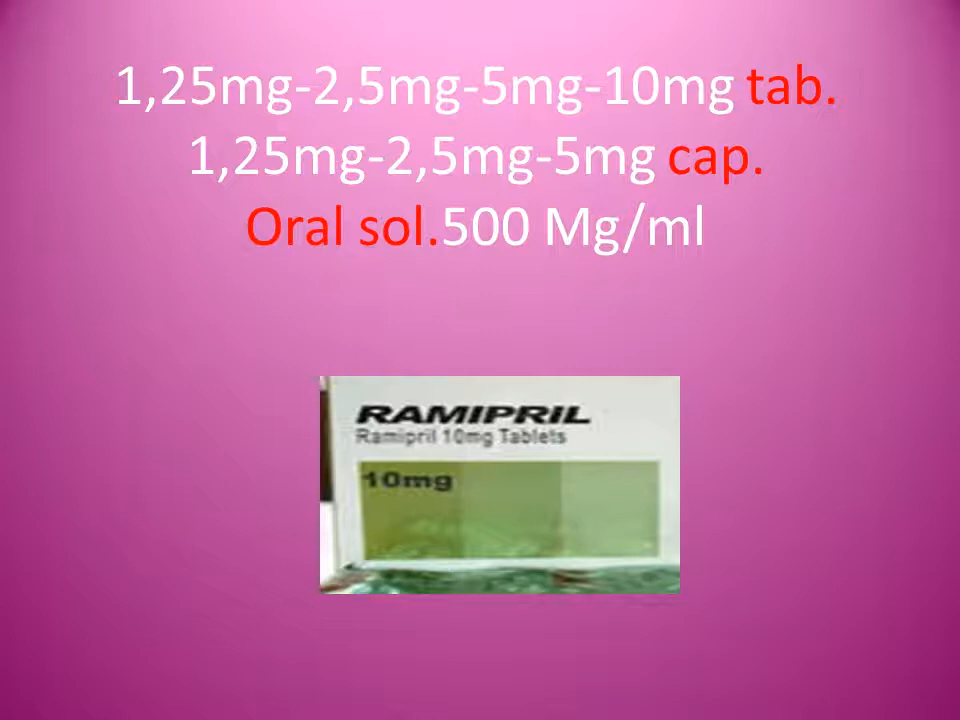 1,25mg-2,5mg-5mg-10mg tab.
1,25mg-2,5mg-5mg cap.
Oral sol.500 Mg/ml
RAMIPRIL
Ramipril 10mg Tablets
10mg